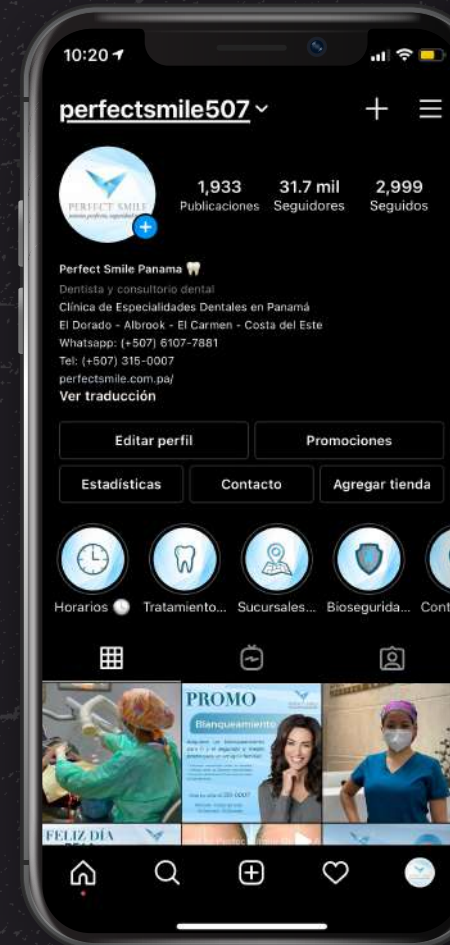 10:20
perfectsmile507
PERFECT SMILE
1,933 31.7 mil 2,999
Publicaciones Seguidores Seguidos
Perfect Smile Panama
Dentista y consultorio dental
Clínica de Especialidades Dentales en Panamá
El Dorado - Albrook - El Carmen - Costa del Este
Whatsapp: (+507) 6107-7881
Tel: (+507) 315-0007
perfectsmile.com.pa/
Ver traducción
Editar perfil Promociones
Estadísticas Contacto Agregar tienda
Horarios Tratamiento... Sucursales... Biosegurida... Cont
PROMO
Blanqueamiento
FELIZ DÍA